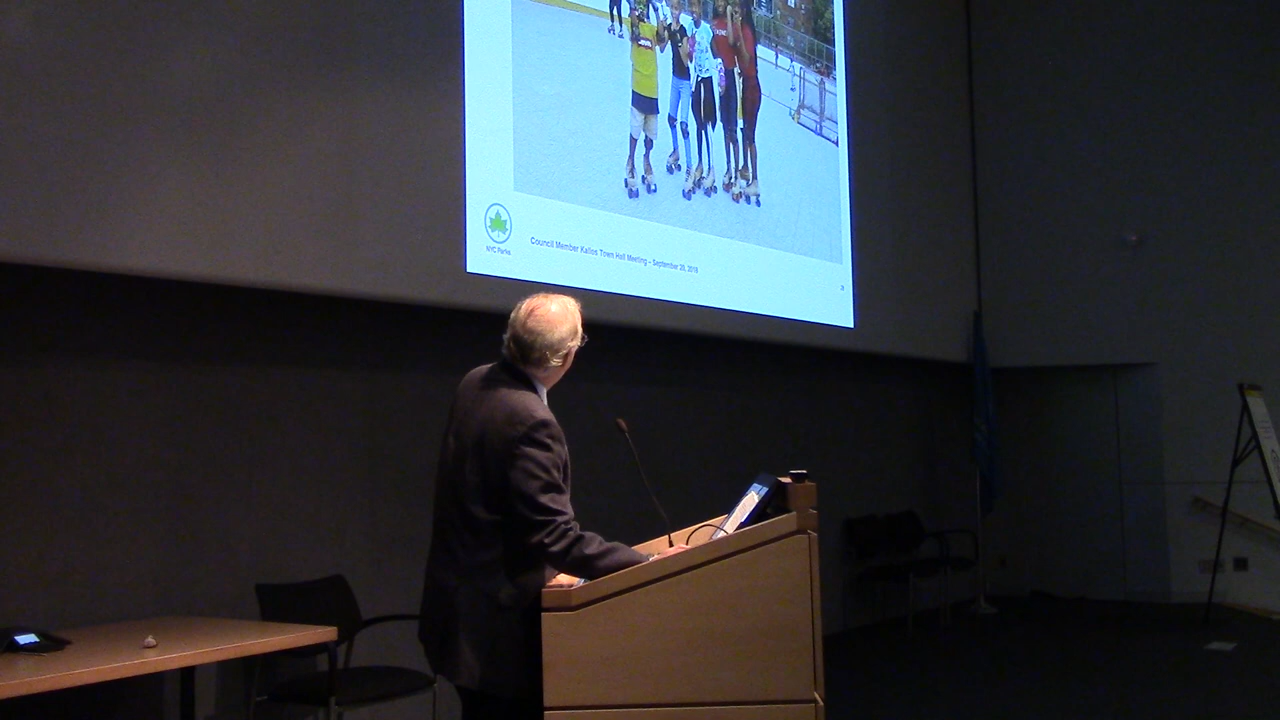 NYC Parks
Council Member Kallos Town Hall Meeting – September 20, 2018